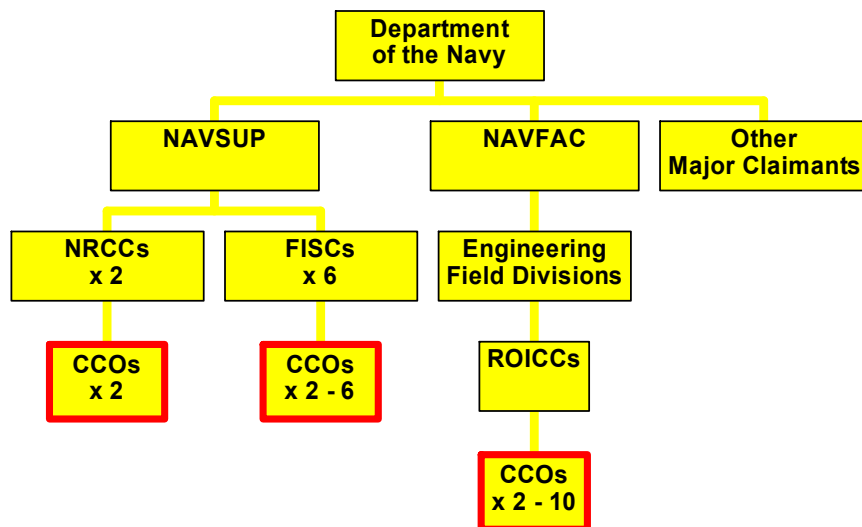 Department
of the Navy
NAVSUP
NAVFAC
Other
Major Claimants
NRCCs
x 2
FISCs
x 6
Engineering
Field Divisions
CCOs
x 2
CCOs
x 2 - 6
ROICCs
CCOs
x 2 - 10